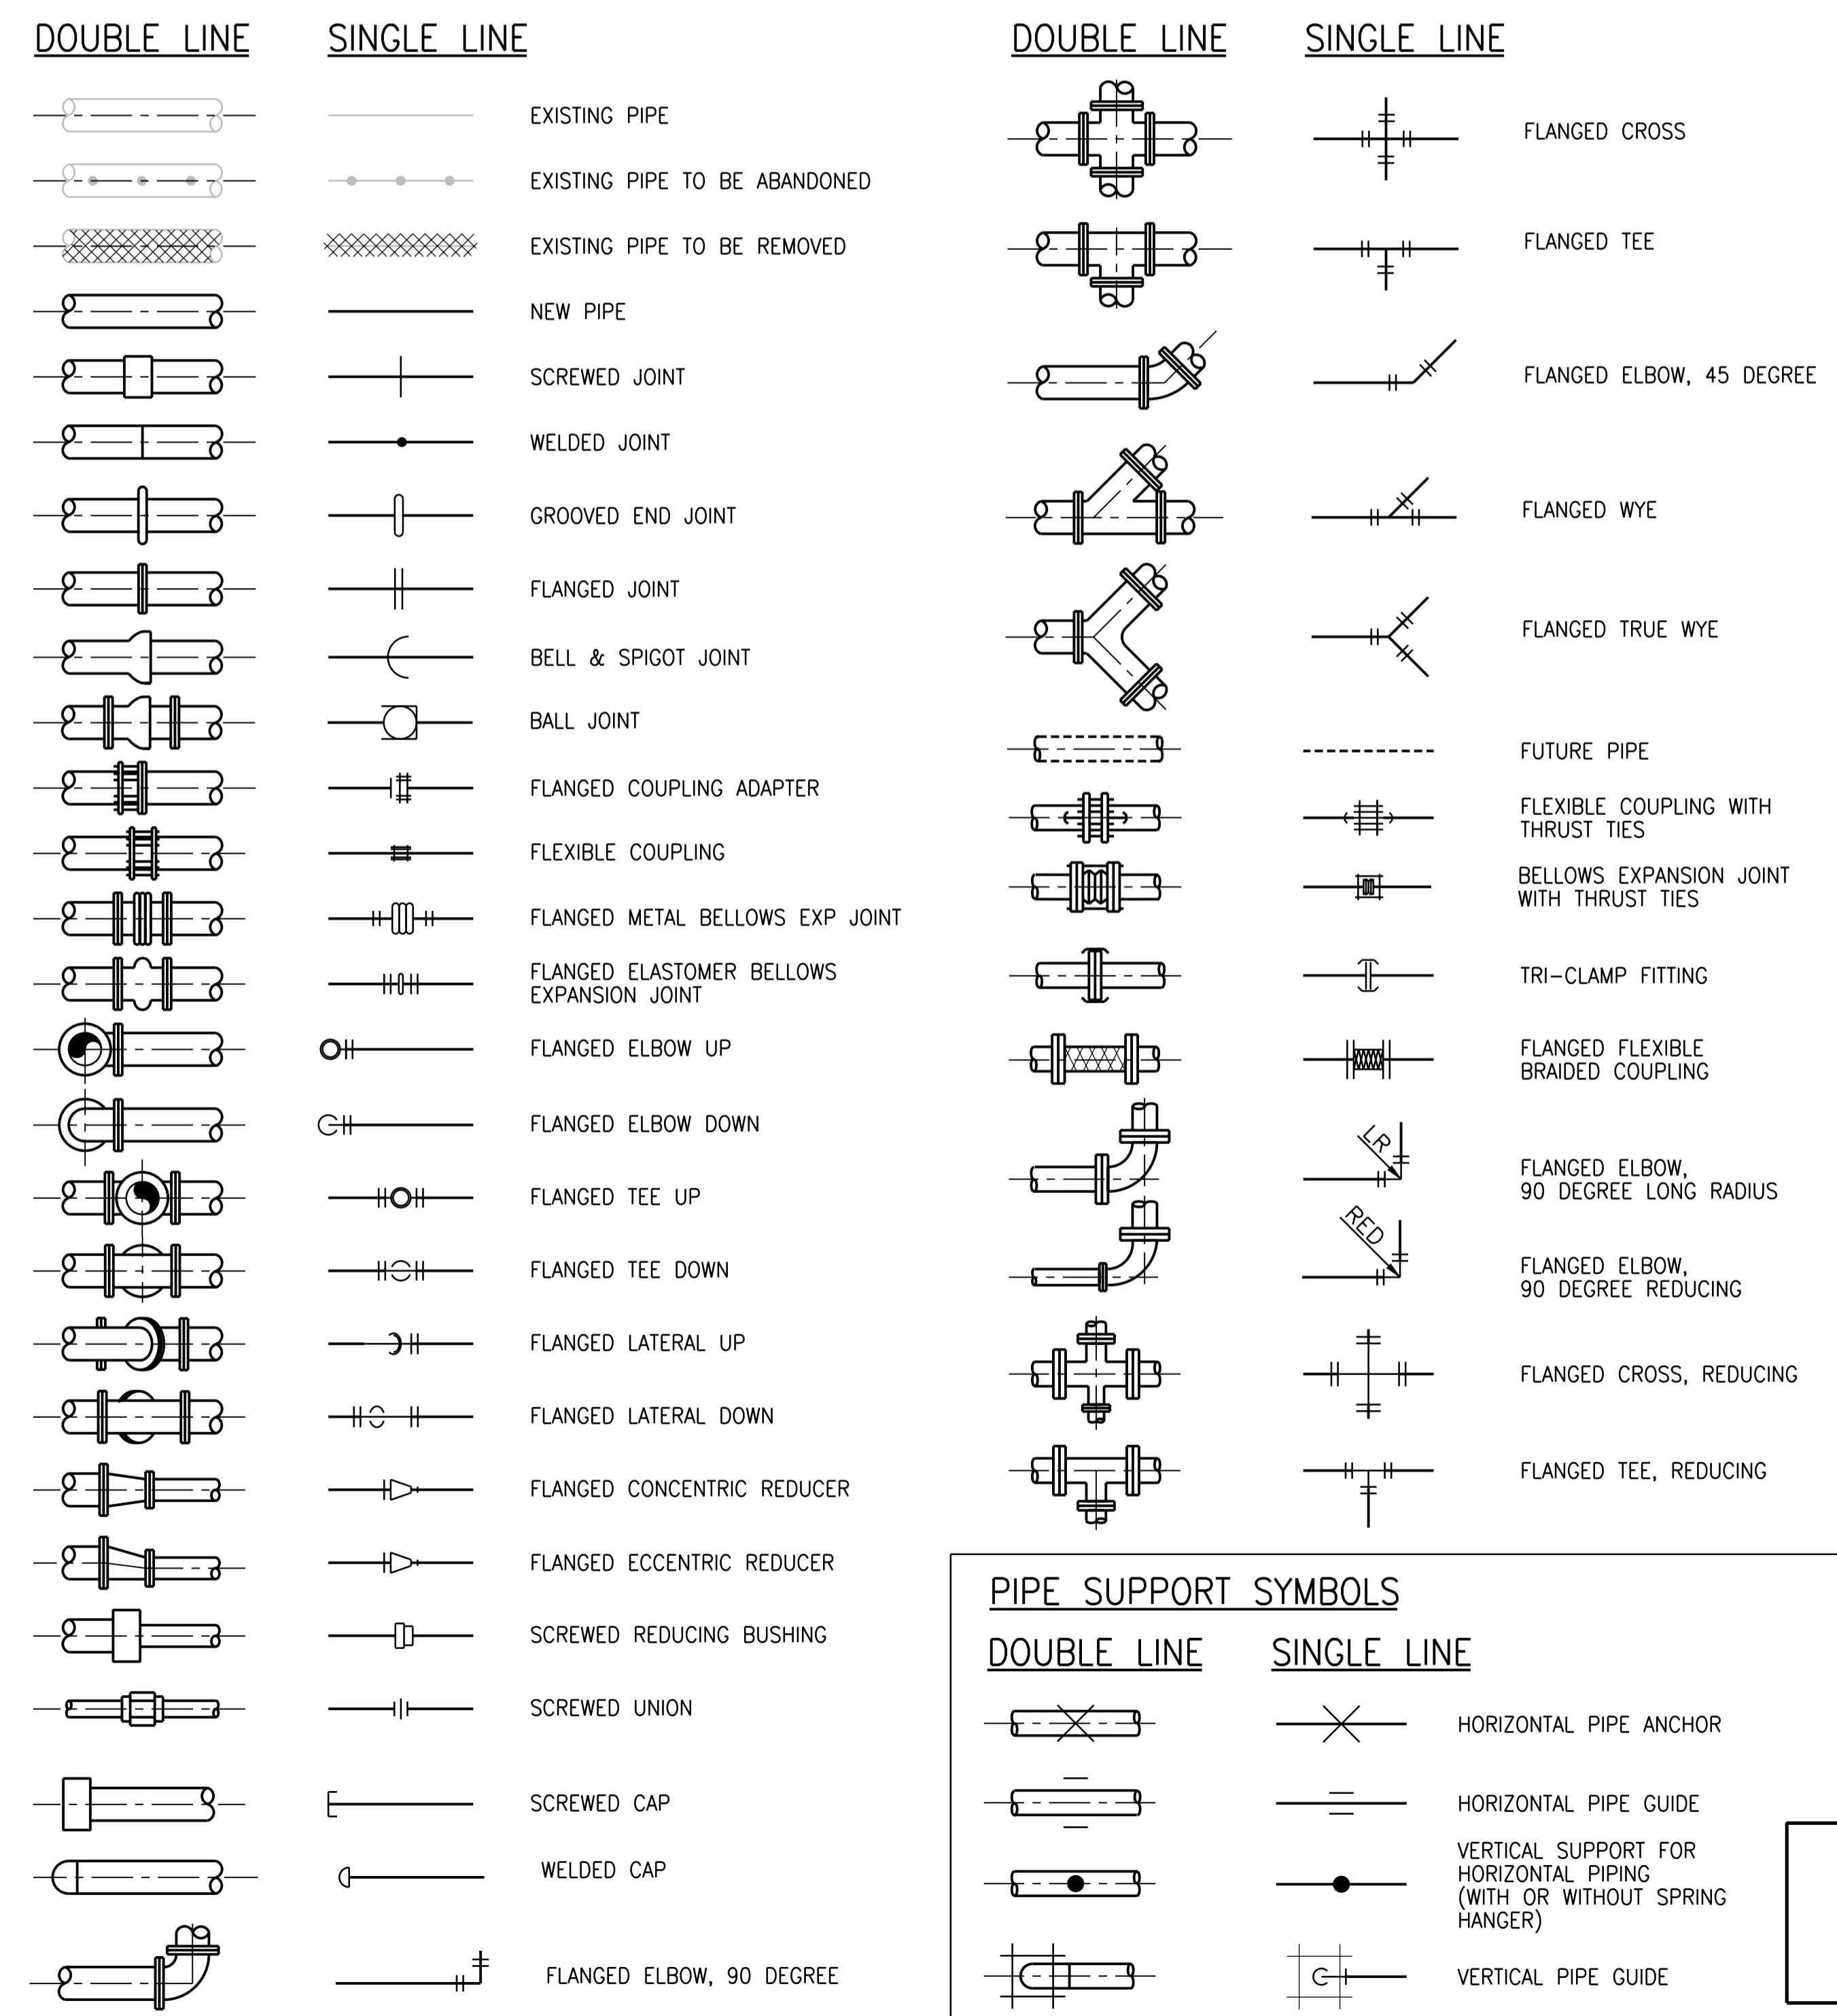 DOUBLE LINE
SINGLE LINE
EXISTING PIPE
EXISTING PIPE TO BE ABANDONED
EXISTING PIPE TO BE REMOVED
NEW PIPE
SCREWED JOINT
WELDED JOINT
GROOVED END JOINT
FLANGED JOINT
BELL & SPIGOT JOINT
BALL JOINT
FLANGED COUPLING ADAPTER
FLEXIBLE COUPLING
FLANGED METAL BELLOWS EXP JOINT
FLANGED ELASTOMER BELLOWS
EXPANSION JOINT
FLANGED ELBOW UP
FLANGED ELBOW DOWN
FLANGED TEE UP
FLANGED TEE DOWN
FLANGED LATERAL UP
FLANGED LATERAL DOWN
FLANGED CONCENTRIC REDUCER
FLANGED ECCENTRIC REDUCER
SCREWED REDUCING BUSHING
SCREWED UNION
SCREWED CAP
WELDED CAP
FLANGED ELBOW, 90 DEGREE
DOUBLE LINE
SINGLE LINE
FLANGED CROSS
FLANGED TEE
FLANGED ELBOW, 45 DEGREE
FLANGED WYE
FLANGED TRUE WYE
FUTURE PIPE
FLEXIBLE COUPLING WITH
THRUST TIES
BELLOWS EXPANSION JOINT
WITH THRUST TIES
TRI-CLAMP FITTING
FLANGED FLEXIBLE
BRAIDED COUPLING
LR
FLANGED ELBOW,
90 DEGREE LONG RADIUS
RED
FLANGED ELBOW,
90 DEGREE REDUCING
FLANGED CROSS, REDUCING
FLANGED TEE, REDUCING
PIPE SUPPORT SYMBOLS
DOUBLE LINE
SINGLE LINE
HORIZONTAL PIPE ANCHOR
HORIZONTAL PIPE GUIDE
VERTICAL SUPPORT FOR
HORIZONTAL PIPING
(WITH OR WITHOUT SPRING
HANGER)
VERTICAL PIPE GUIDE